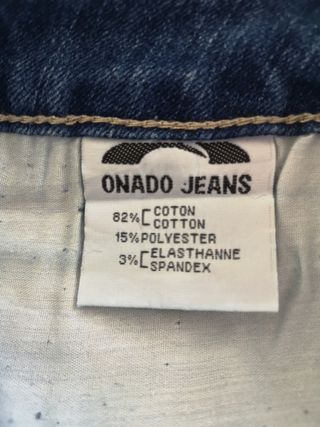 ONADO JEANS
82% [ COTON
COTTON
15% POLYESTER
3% [ ELASTHANNE
SPANDEX